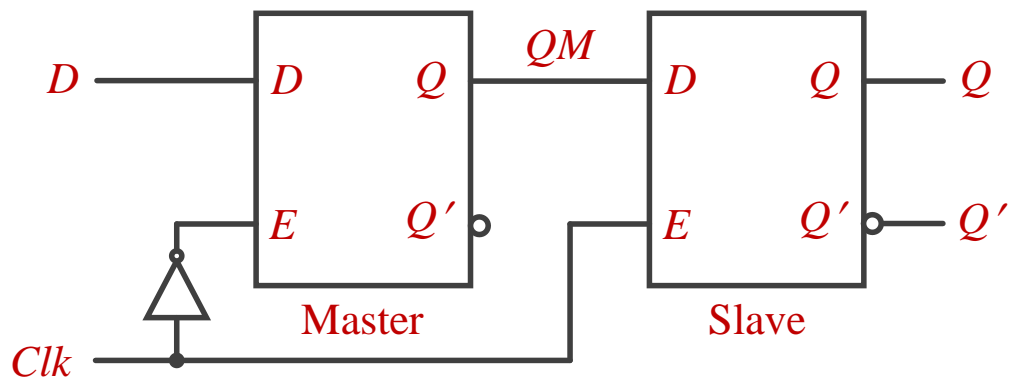 QM
D D Q D Q Q
E Q′ E Q′ Q′
Master Slave
Clk